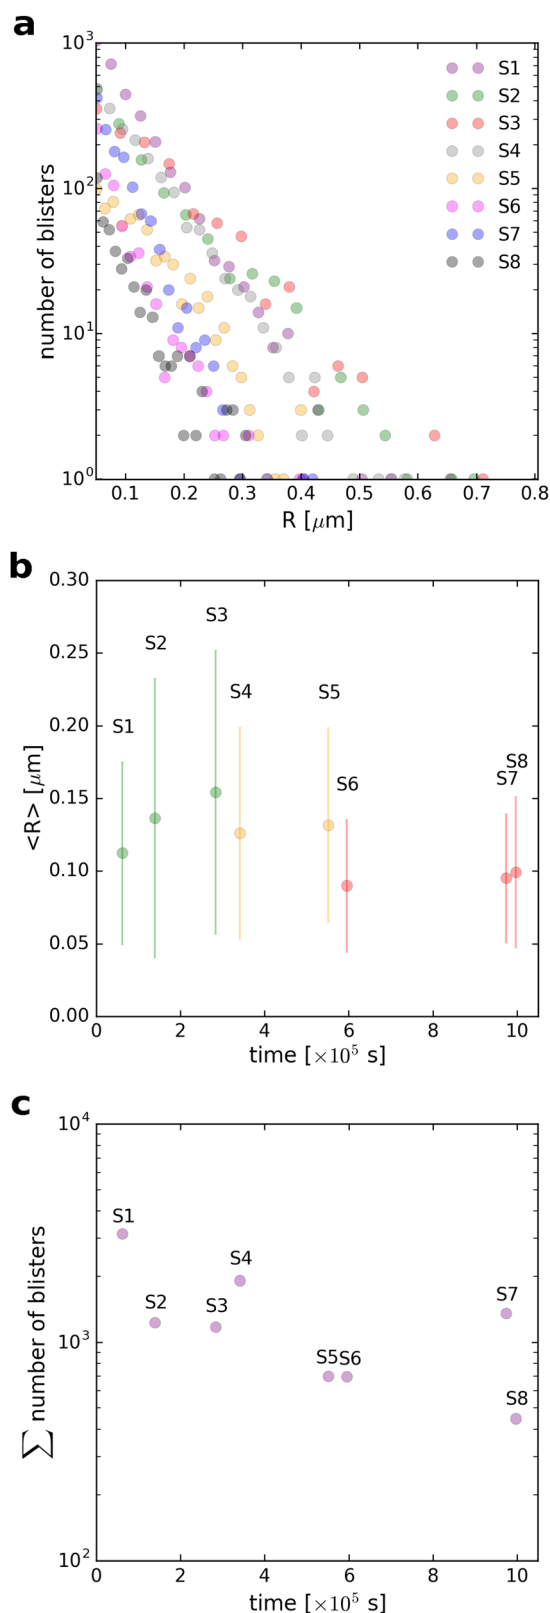 a
10³
10²
10¹
10⁰
number of blisters
S1
S2
S3
S4
S5
S6
S7
S8
0.1 0.2 0.3 0.4 0.5 0.6 0.7 0.8
R [μm]
b
0.30
0.25
0.20
0.15
0.10
0.05
0.00
<R> [μm]
S1
S2
S3
S4
S5
S6
S7
S8
0 2 4 6 8 10
time [×10⁵ s]
c
10⁴
10³
10²
∑ number of blisters
S1
S2
S3
S4
S5
S6
S7
S8
0 2 4 6 8 10
time [×10⁵ s]